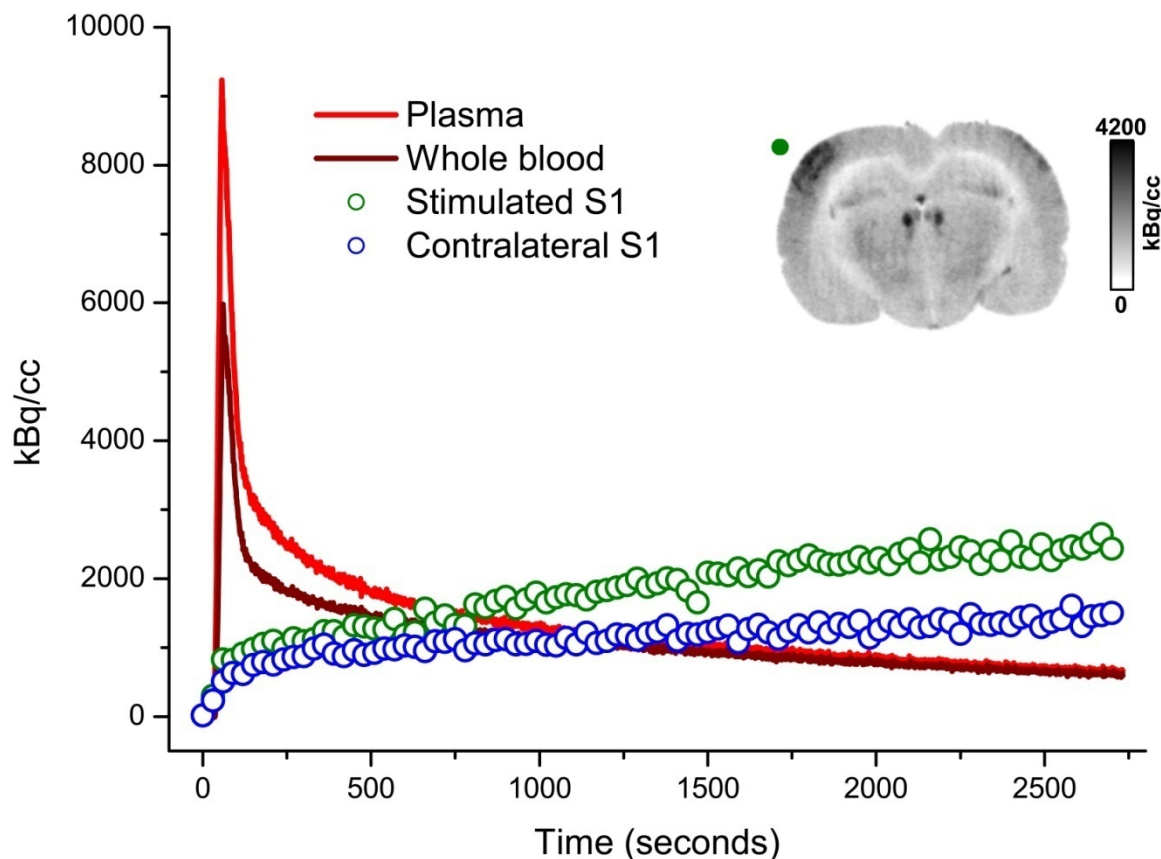 10000
8000
6000
4000
2000
0
kBq/cc
Plasma
Whole blood
Stimulated S1
Contralateral S1
4200
kBq/cc
0
0 500 1000 1500 2000 2500
Time (seconds)